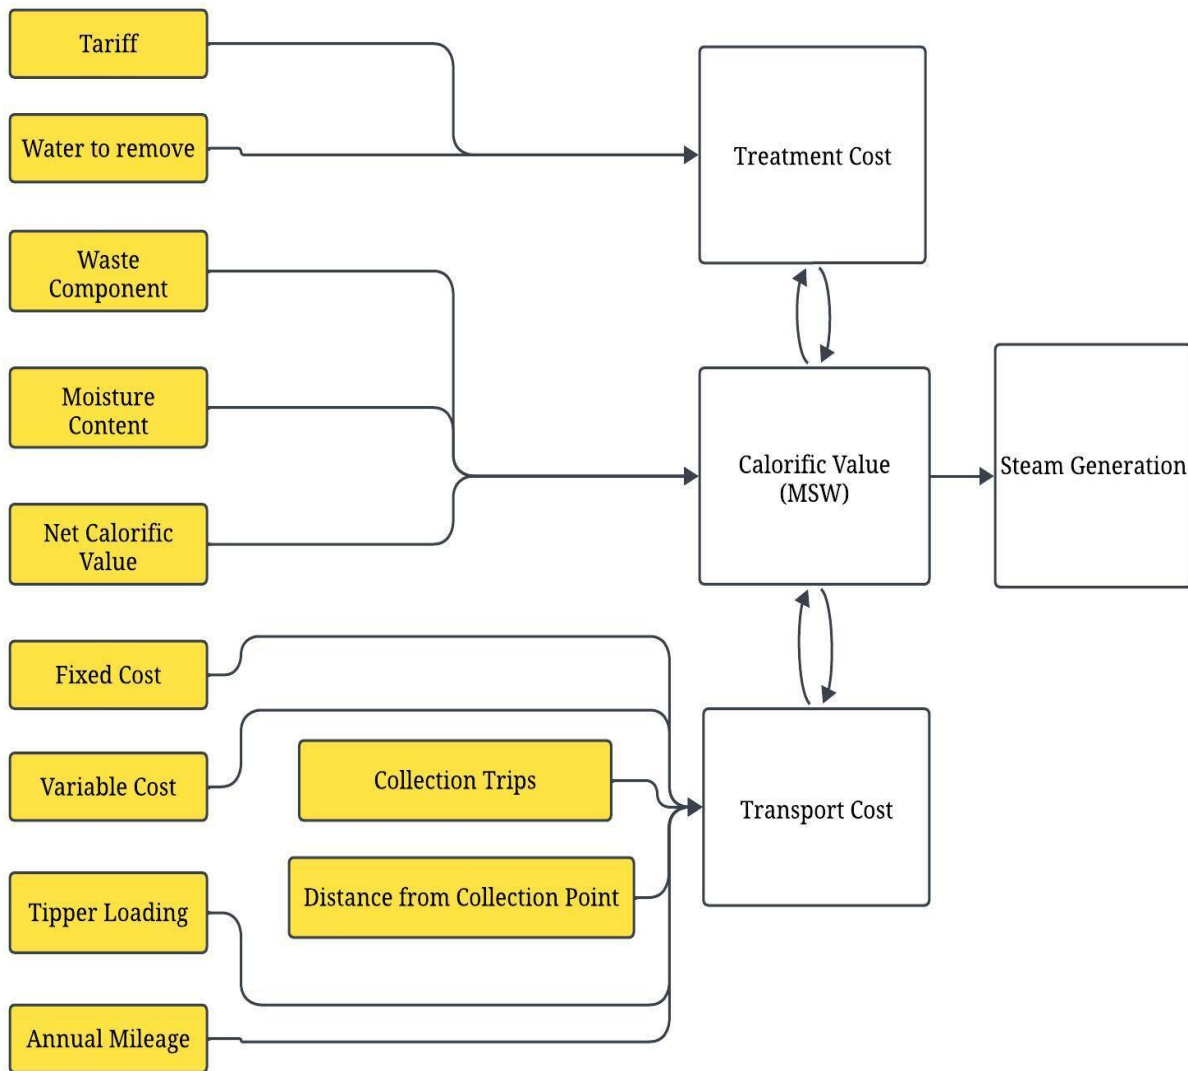 Tariff
Water to remove
Treatment Cost
Waste
Component
Moisture
Content
Net Calorific
Value
Calorific Value
(MSW)
Steam Generation
Fixed Cost
Variable Cost
Collection Trips
Distance from Collection Point
Tipper Loading
Annual Mileage
Transport Cost